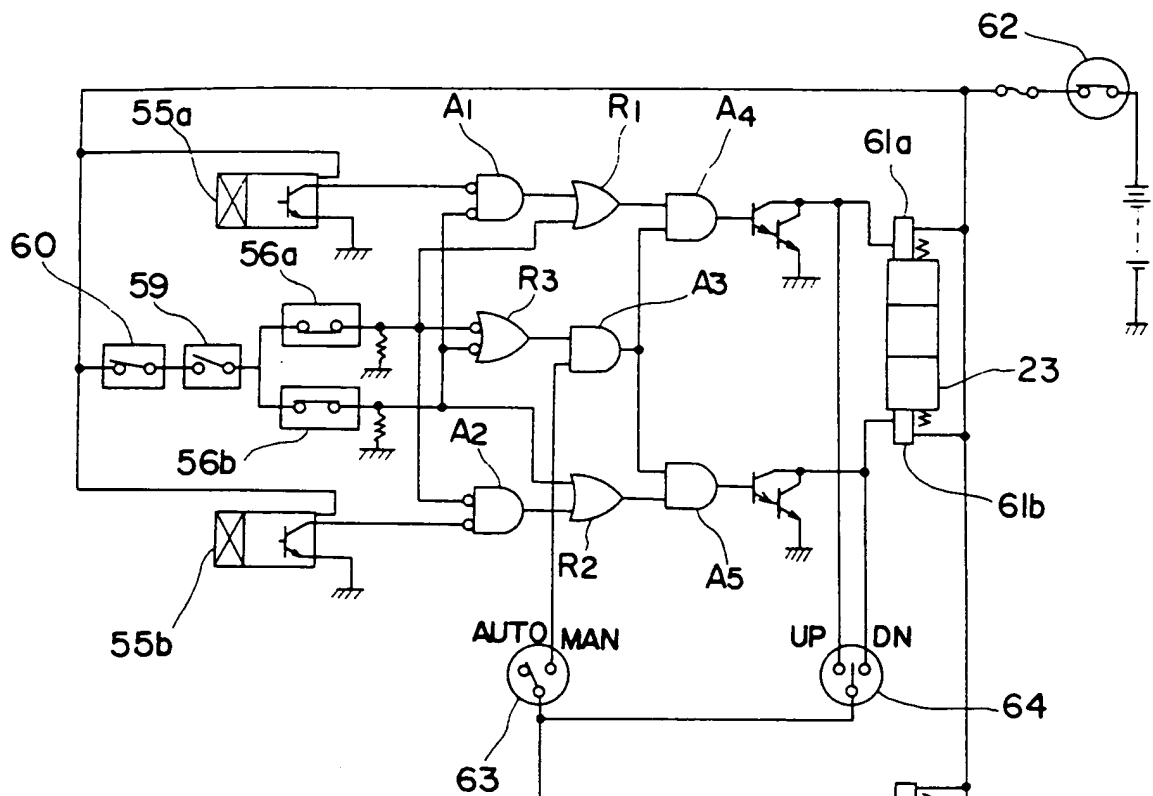 62
55a
A1
R1
A4
61a
60
59
56a
R3
A3
23
56b
A2
61b
R2
A5
55b
AUTO MAN
UP DN
63
64